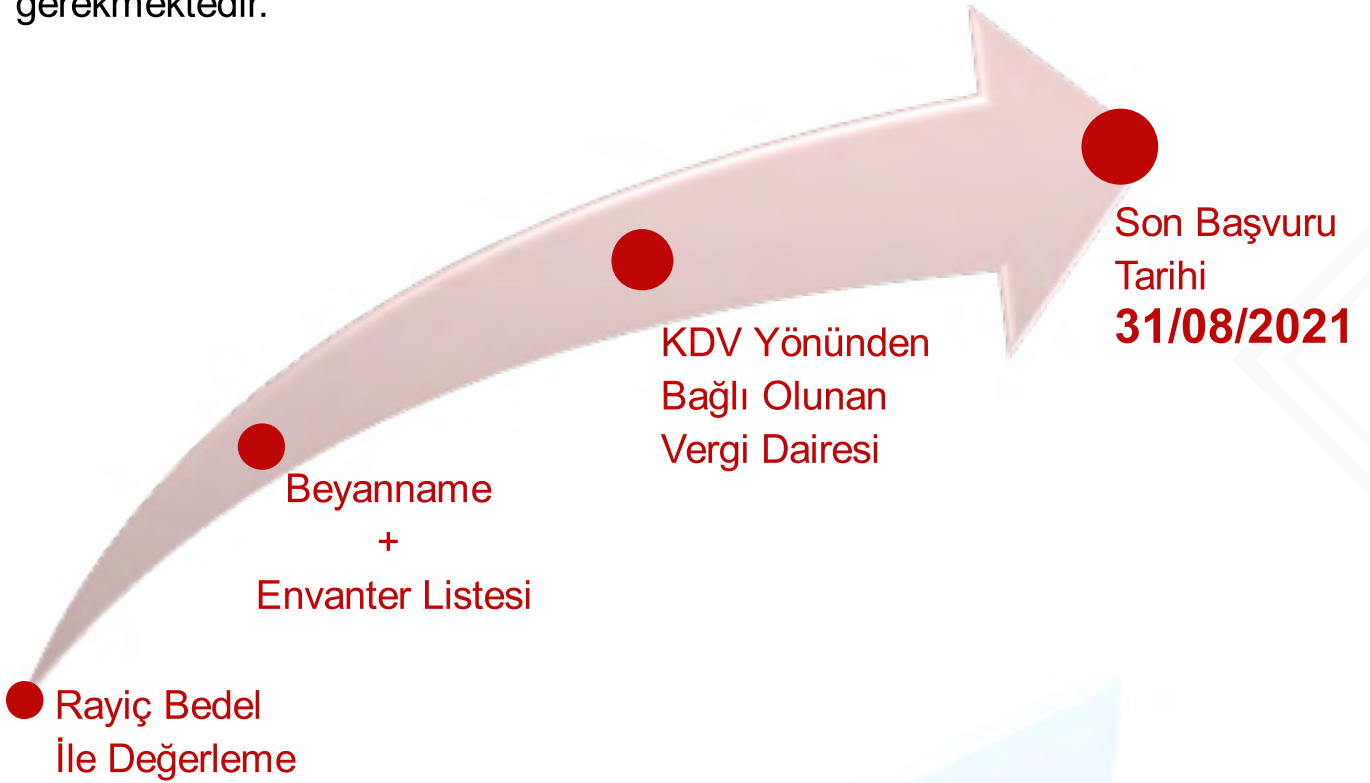 gerekmektedir.
Rayiç Bedel
İle Değerleme
Beyanname
+
Envanter Listesi
KDV Yönünden
Bağlı Olunan
Vergi Dairesi
Son Başvuru
Tarihi
31/08/2021